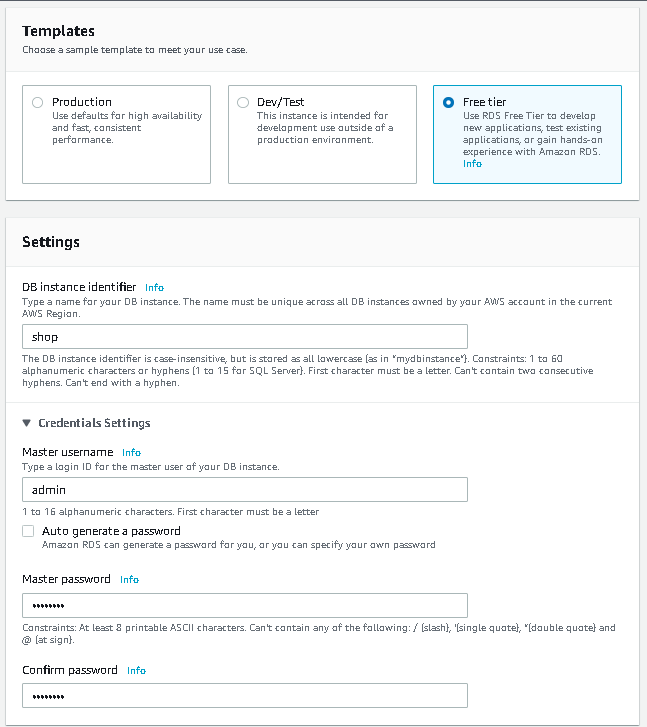 Templates
Choose a sample template to meet your use case.
Production
Use defaults for high availability
and fast, consistent
performance.
Dev/Test
This instance is intended for
development use outside of a
production environment.
Free tier
Use RDS Free Tier to develop
new applications, test existing
applications, or gain hands-on
experience with Amazon RDS.
Info
Settings
DB instance identifier Info
Type a name for your DB instance. The name must be unique across all DB instances owned by your AWS account in the current
AWS Region.
shop
The DB instance identifier is case-insensitive, but is stored as all lowercase (as in "mydbinstance"). Constraints: 1 to 60
alphanumeric characters or hyphens (1 to 15 for SQL Server). First character must be a letter. Can't contain two consecutive
hyphens. Can't end with a hyphen.
▼ Credentials Settings
Master username Info
Type a login ID for the master user of your DB instance.
admin
1 to 16 alphanumeric characters. First character must be a letter
Auto generate a password
Amazon RDS can generate a password for you, or you can specify your own password
Master password Info
••••••••
Constraints: At least 8 printable ASCII characters. Can't contain any of the following: / (slash), '(single quote), "(double quote) and
@ (at sign).
Confirm password Info
••••••••